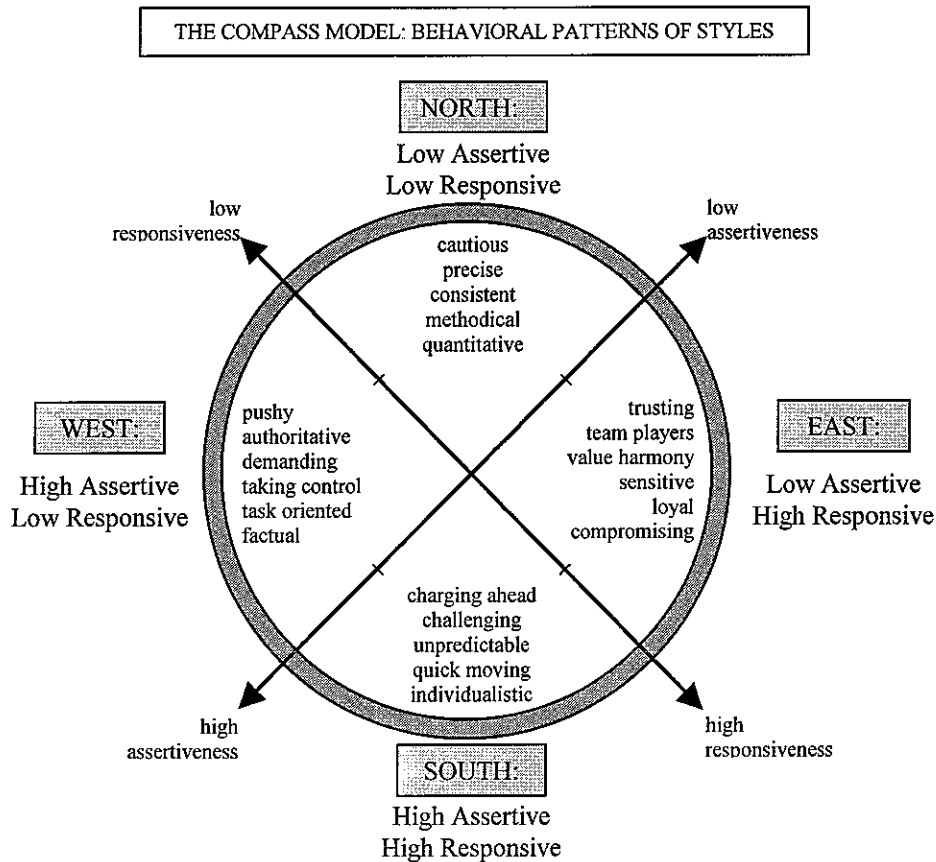 THE COMPASS MODEL: BEHAVIORAL PATTERNS OF STYLES
NORTH:
Low Assertive
Low Responsive
low
responsiveness
low
assertiveness
cautious
precise
consistent
methodical
quantitative
WEST:
High Assertive
Low Responsive
pushy
authoritative
demanding
taking control
task oriented
factual
trusting
team players
value harmony
sensitive
loyal
compromising
EAST:
Low Assertive
High Responsive
charging ahead
challenging
unpredictable
quick moving
individualistic
high
assertiveness
high
responsiveness
SOUTH:
High Assertive
High Responsive